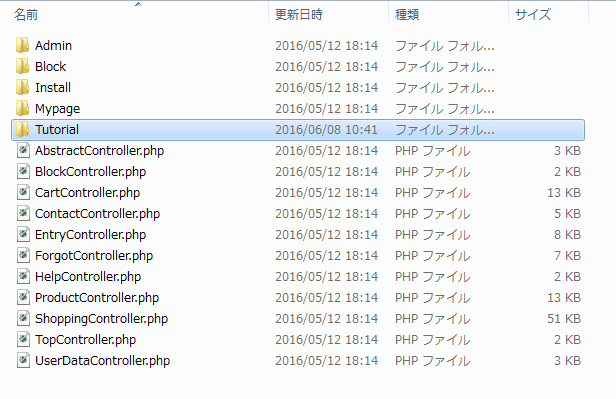 名前 更新日時 種類 サイズ
Admin 2016/05/12 18:14 ファイル フォル...
Block 2016/05/12 18:14 ファイル フォル...
Install 2016/05/12 18:14 ファイル フォル...
Mypage 2016/05/12 18:14 ファイル フォル...
Tutorial 2016/06/08 10:41 ファイル フォル...
AbstractController.php 2016/05/12 18:14 PHP ファイル 3 KB
BlockController.php 2016/05/12 18:14 PHP ファイル 2 KB
CartController.php 2016/05/12 18:14 PHP ファイル 13 KB
ContactController.php 2016/05/12 18:14 PHP ファイル 5 KB
EntryController.php 2016/05/12 18:14 PHP ファイル 8 KB
ForgotController.php 2016/05/12 18:14 PHP ファイル 7 KB
HelpController.php 2016/05/12 18:14 PHP ファイル 2 KB
ProductController.php 2016/05/12 18:14 PHP ファイル 13 KB
ShoppingController.php 2016/05/12 18:14 PHP ファイル 51 KB
TopController.php 2016/05/12 18:14 PHP ファイル 2 KB
UserDataController.php 2016/05/12 18:14 PHP ファイル 3 KB